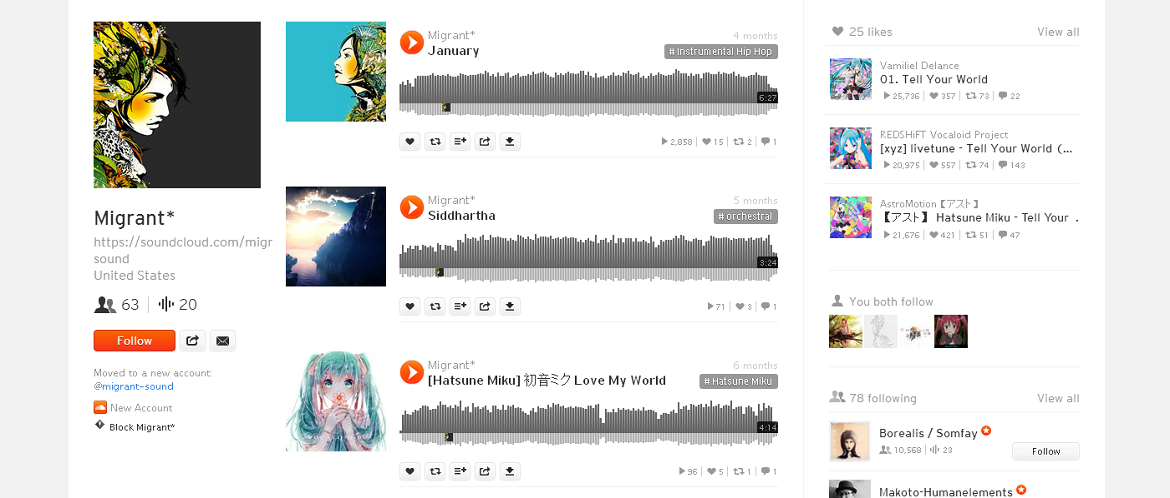 Migrant*
https://soundcloud.com/migr
sound
United States
63
20
Follow
Moved to a new account:
@migrant-sound
New Account
Block Migrant*
Migrant*
4 months
January
# Instrumental Hip Hop
6:27
2,858
15
2
1
Migrant*
5 months
Siddhartha
# orchestral
3:24
71
3
1
Migrant*
6 months
[Hatsune Miku] 初音ミク Love My World
# Hatsune Miku
4:14
96
5
1
1
25 likes
View all
Vamiliel Delance
01. Tell Your World
25,736
357
73
22
REDSHiFT Vocaloid Project
[xyz] livetune - Tell Your World (...
20,975
557
74
143
AstroMotion【アスト】
【アスト】 Hatsune Miku - Tell Your .
21,676
421
51
47
You both follow
78 following
View all
Borealis / Somfay
10,568
23
Follow
Makoto-Humanelements